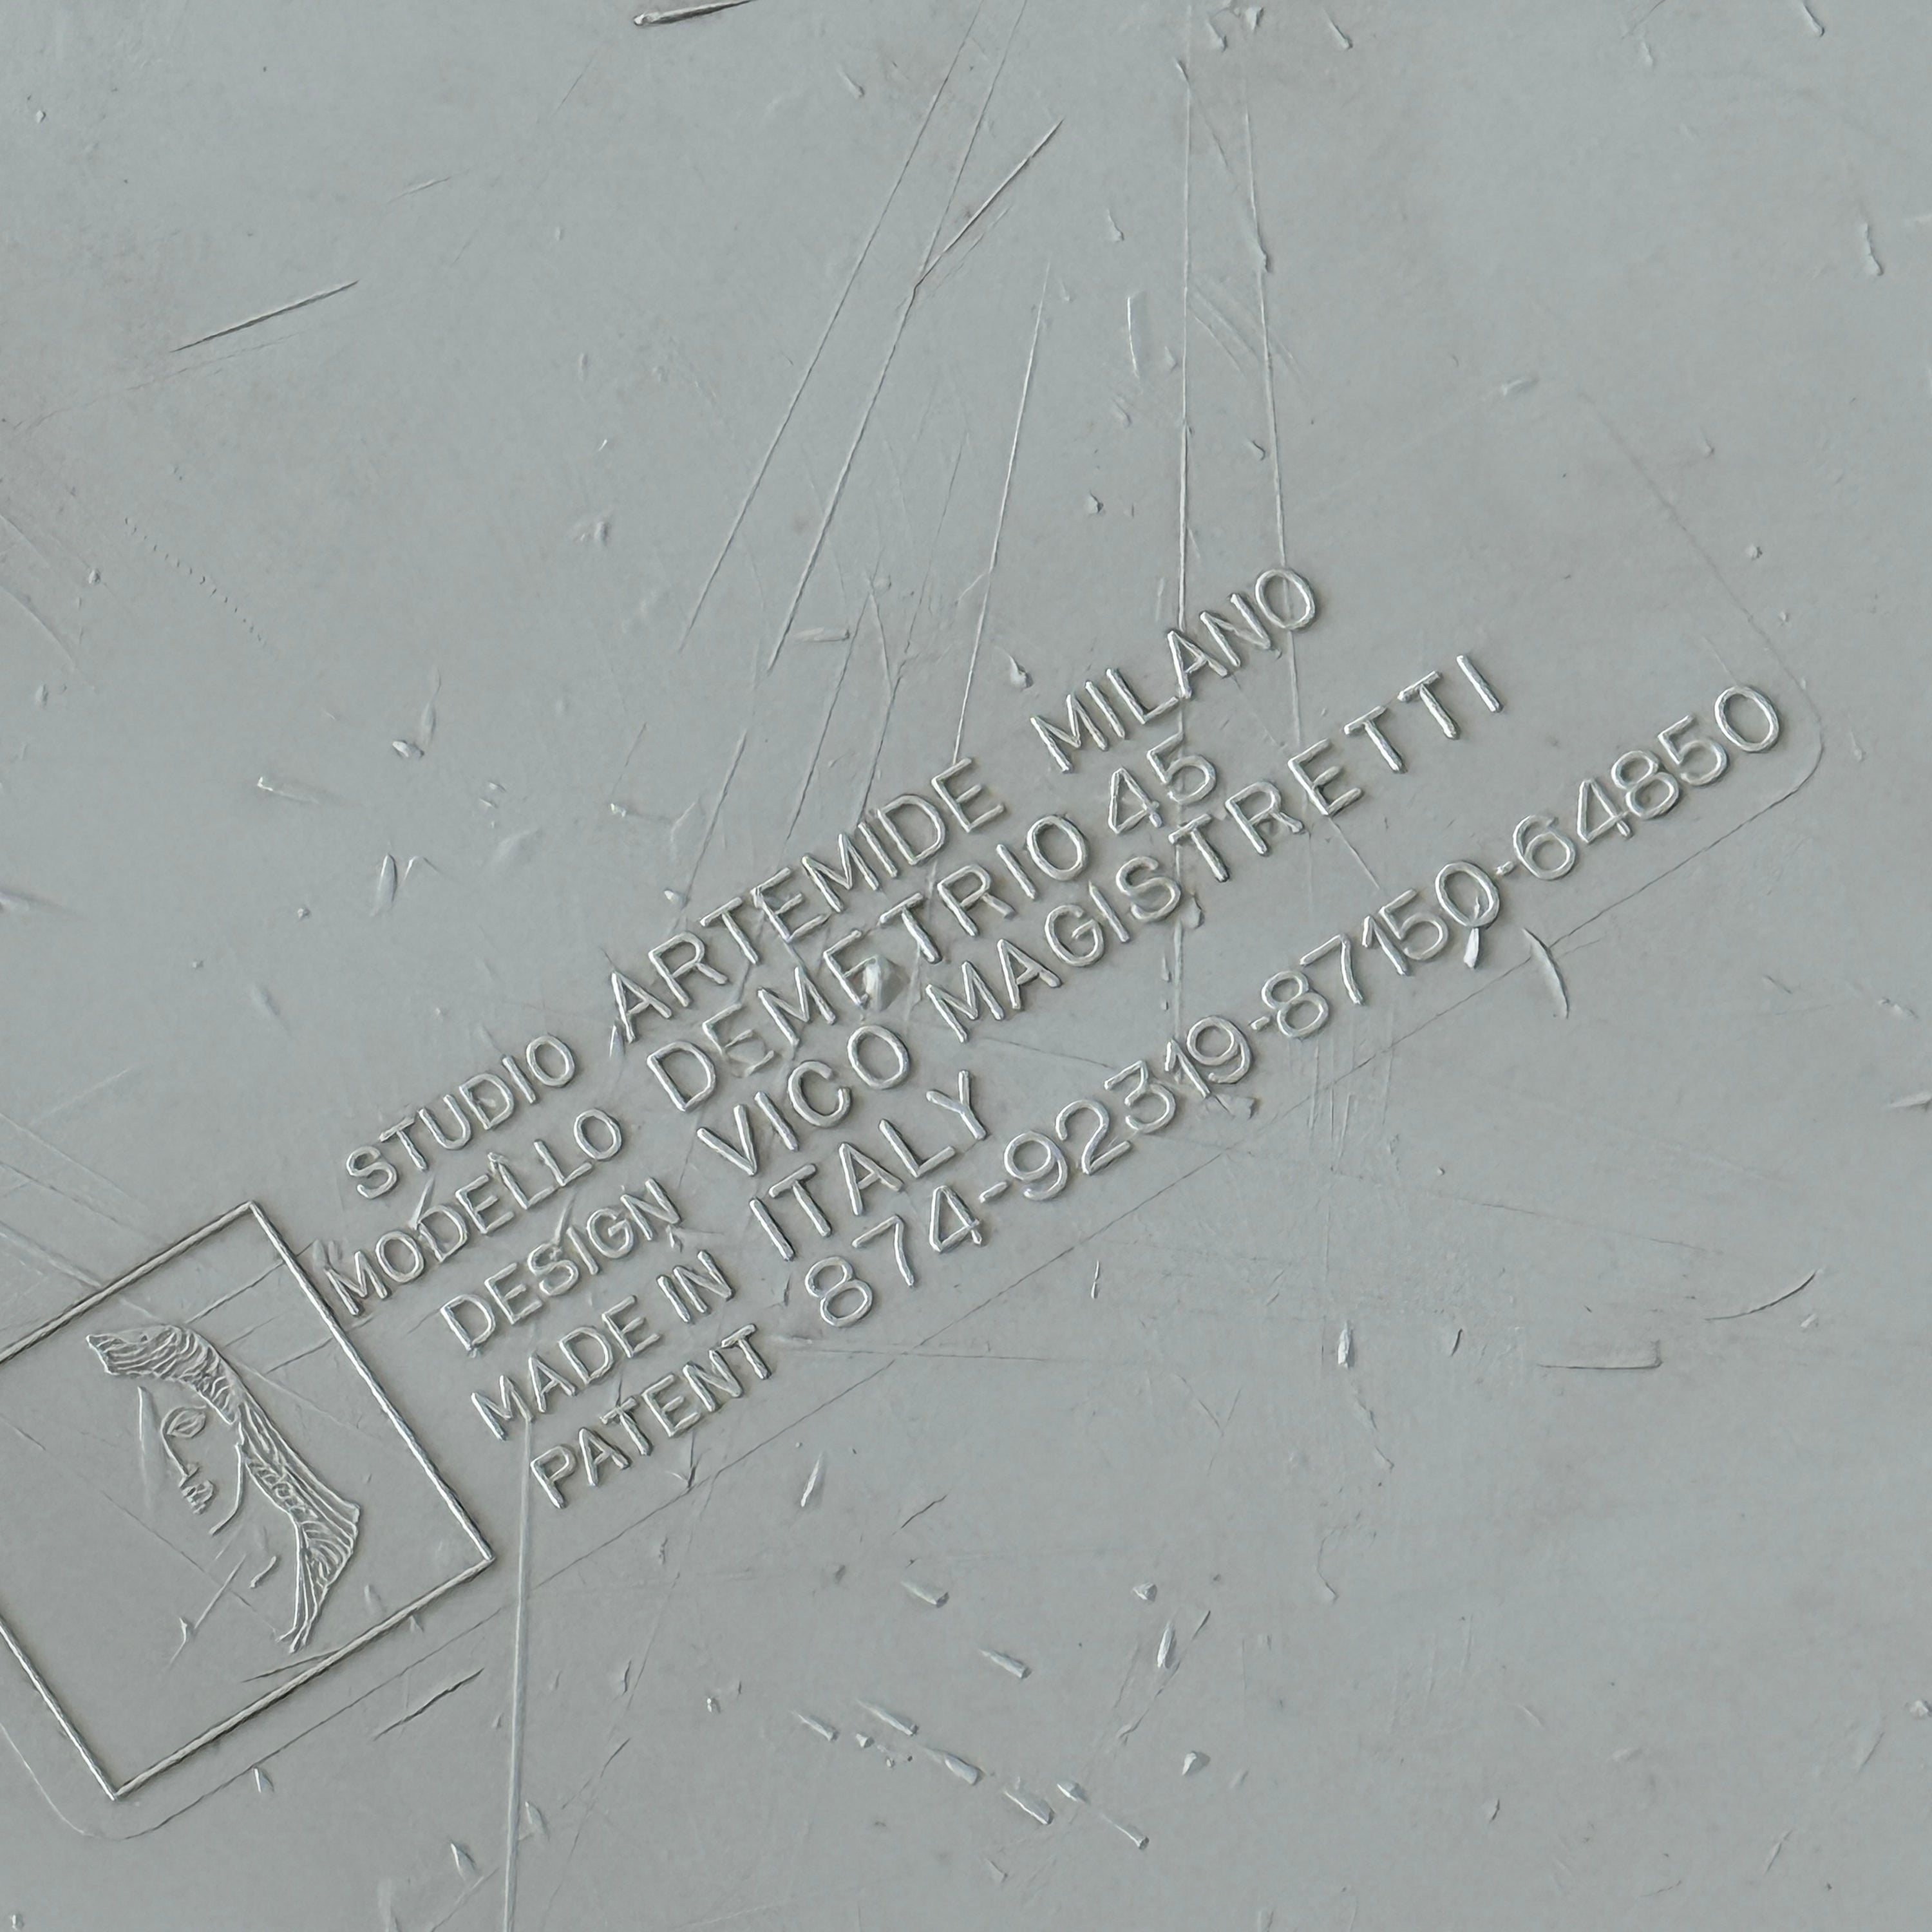 STUDIO ARTEMIDE MILANO
MODELLO DEMETRIO 45
DESIGN VICO MAGISTRETTI
MADE IN ITALY
PATENT 874-92319-87150-64850